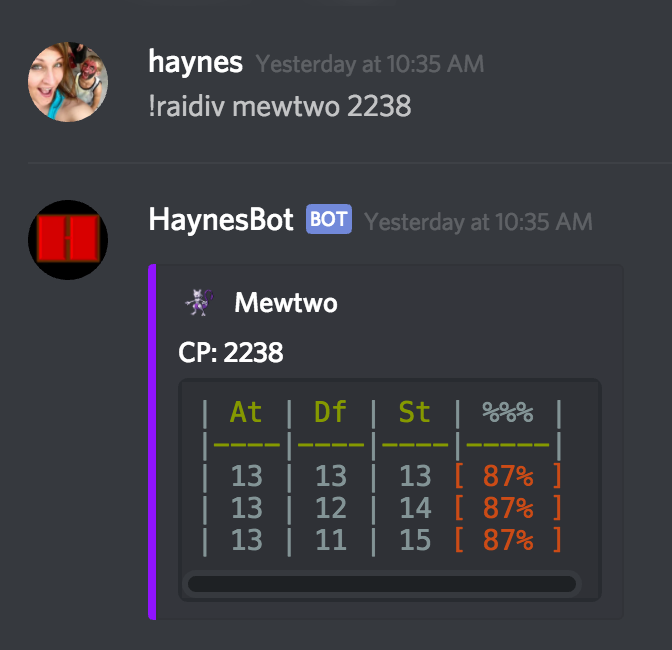 haynes Yesterday at 10:35 AM
!raidiv mewtwo 2238
HaynesBot BOT Yesterday at 10:35 AM
Mewtwo
CP: 2238
| At | Df | St | %%% |
|----|----|----|-----|
| 13 | 13 | 13 [ 87% ]
| 13 | 12 | 14 [ 87% ]
| 13 | 11 | 15 [ 87% ]